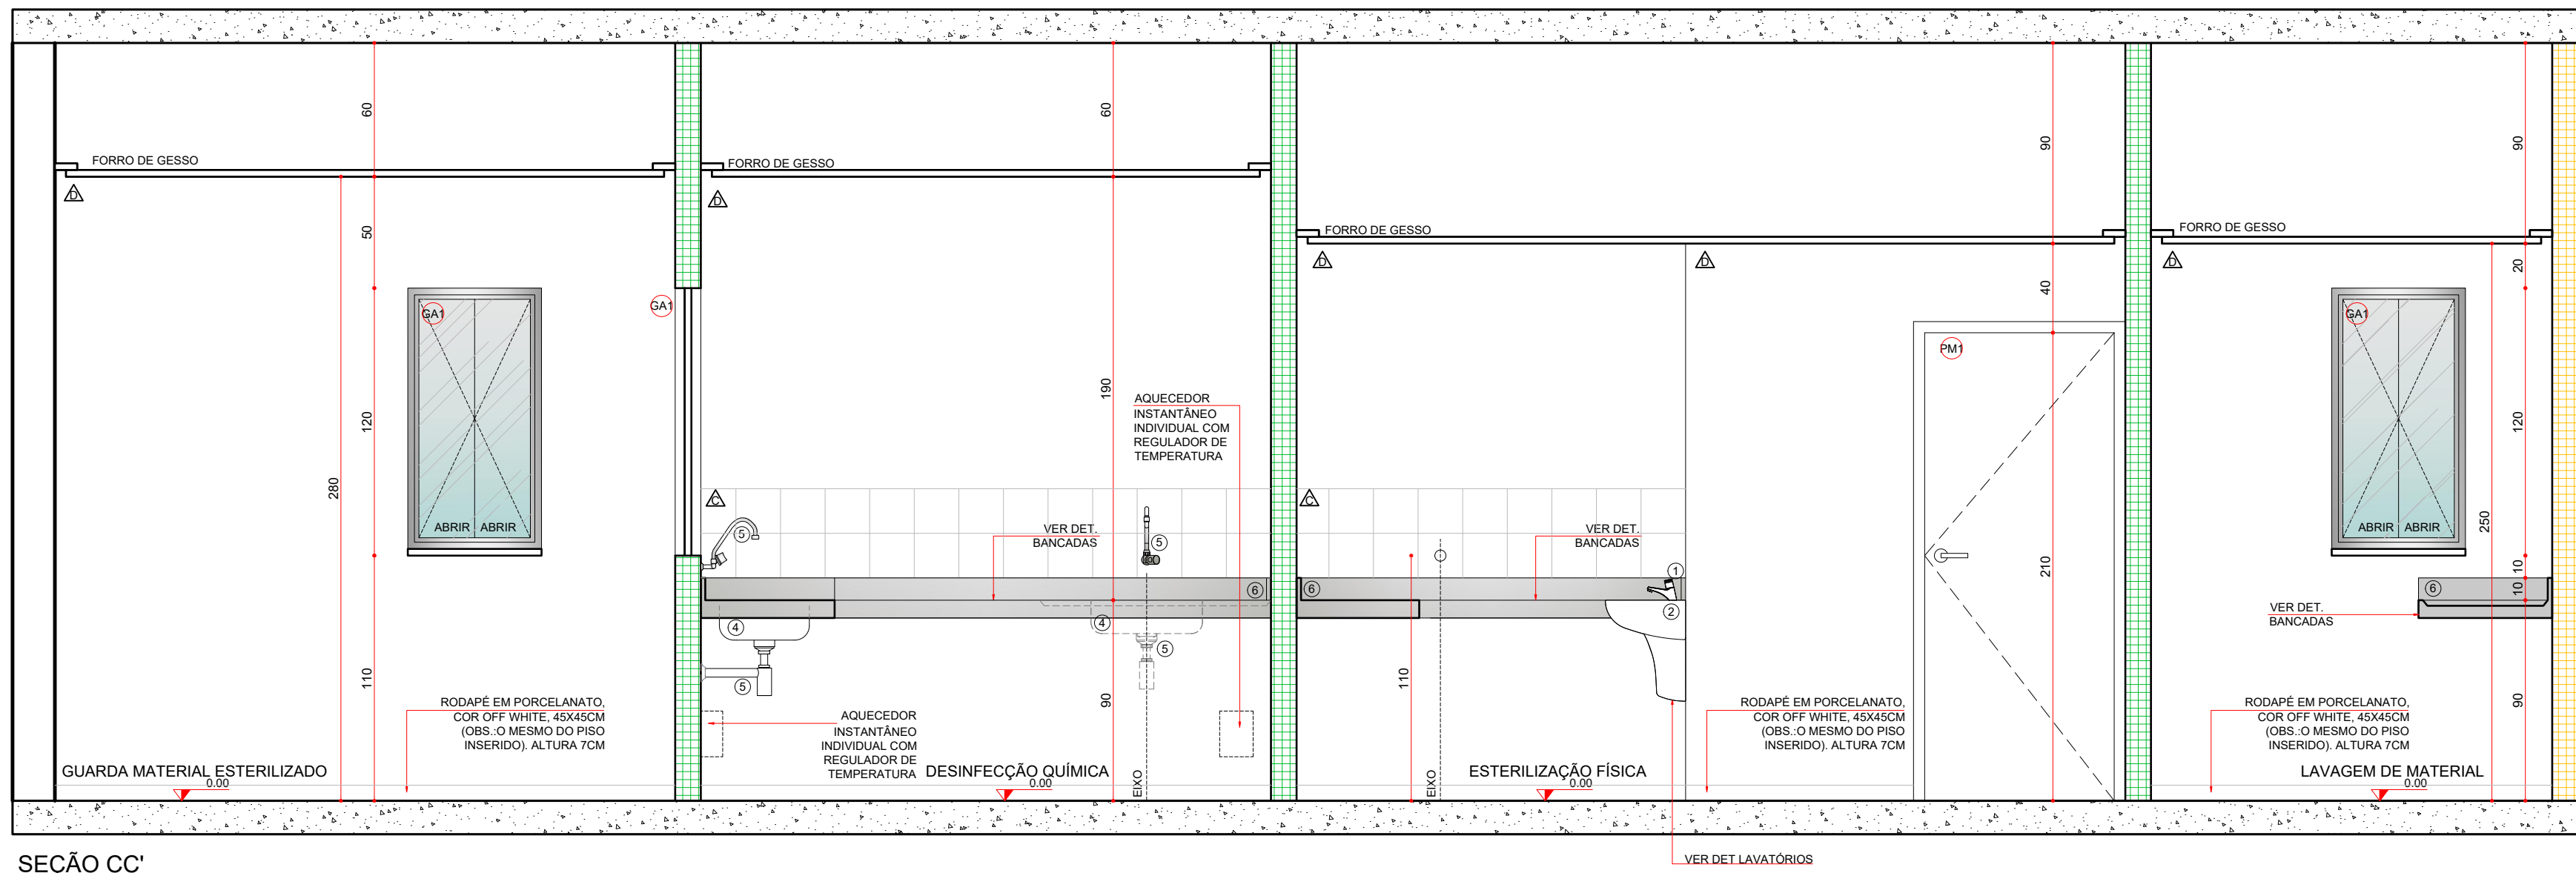 60
60
90
90
FORRO DE GESSO
FORRO DE GESSO
FORRO DE GESSO
FORRO DE GESSO
D
D
D
D
D
50
40
20
GA1
GA1
GA1
PM1
280
120
190
210
250
120
ABRIR ABRIR
ABRIR ABRIR
AQUECEDOR
INSTANTÂNEO
INDIVIDUAL COM
REGULADOR DE
TEMPERATURA
C
C
VER DET.
BANCADAS
VER DET.
BANCADAS
VER DET.
BANCADAS
5
5
6
6
1
2
6
10
10
4
4
5
5
110
90
110
90
RODAPÉ EM PORCELANATO,
COR OFF WHITE, 45X45CM
(OBS.:O MESMO DO PISO
INSERIDO). ALTURA 7CM
AQUECEDOR
INSTANTÂNEO
INDIVIDUAL COM
REGULADOR DE
TEMPERATURA
RODAPÉ EM PORCELANATO,
COR OFF WHITE, 45X45CM
(OBS.:O MESMO DO PISO
INSERIDO). ALTURA 7CM
RODAPÉ EM PORCELANATO,
COR OFF WHITE, 45X45CM
(OBS.:O MESMO DO PISO
INSERIDO). ALTURA 7CM
GUARDA MATERIAL ESTERILIZADO
0.00
DESINFECÇÃO QUÍMICA
0.00
EIXO
EIXO
ESTERILIZAÇÃO FÍSICA
0.00
LAVAGEM DE MATERIAL
0.00
VER DET LAVATÓRIOS
SECÃO CC'